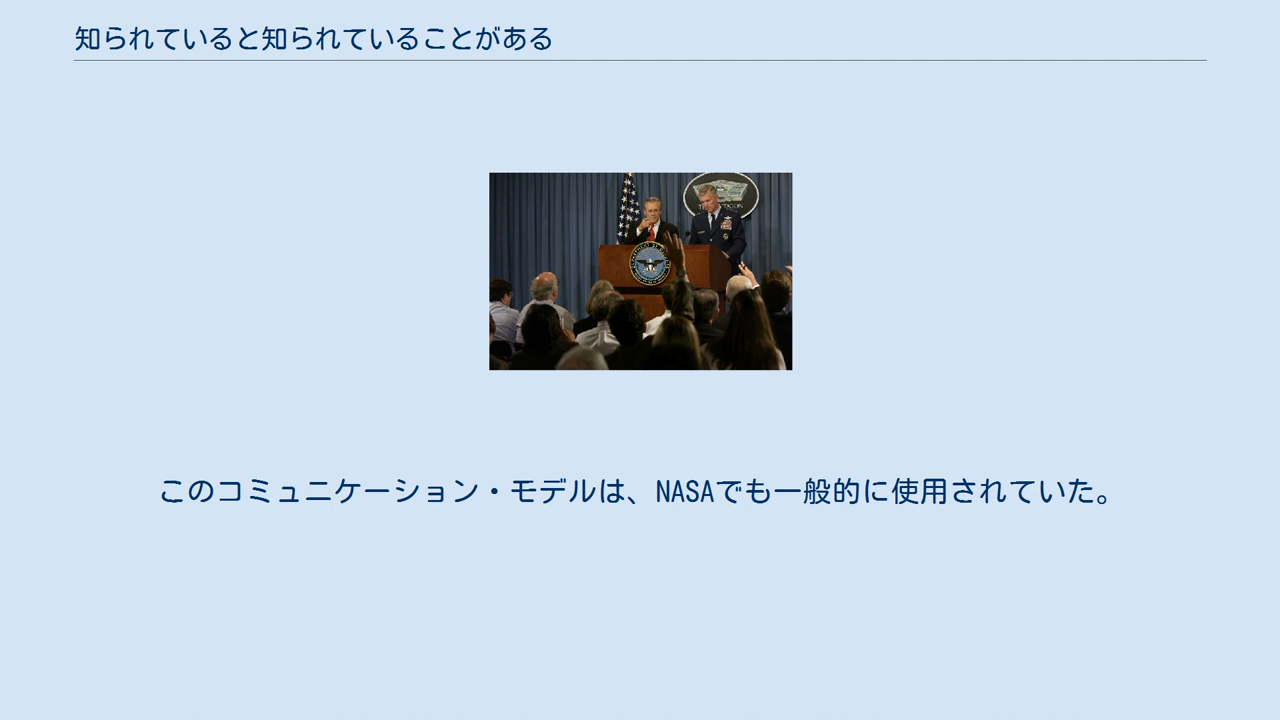 知られていると知られていることがある
このコミュニケーション・モデルは、NASAでも一般的に使用されていた。